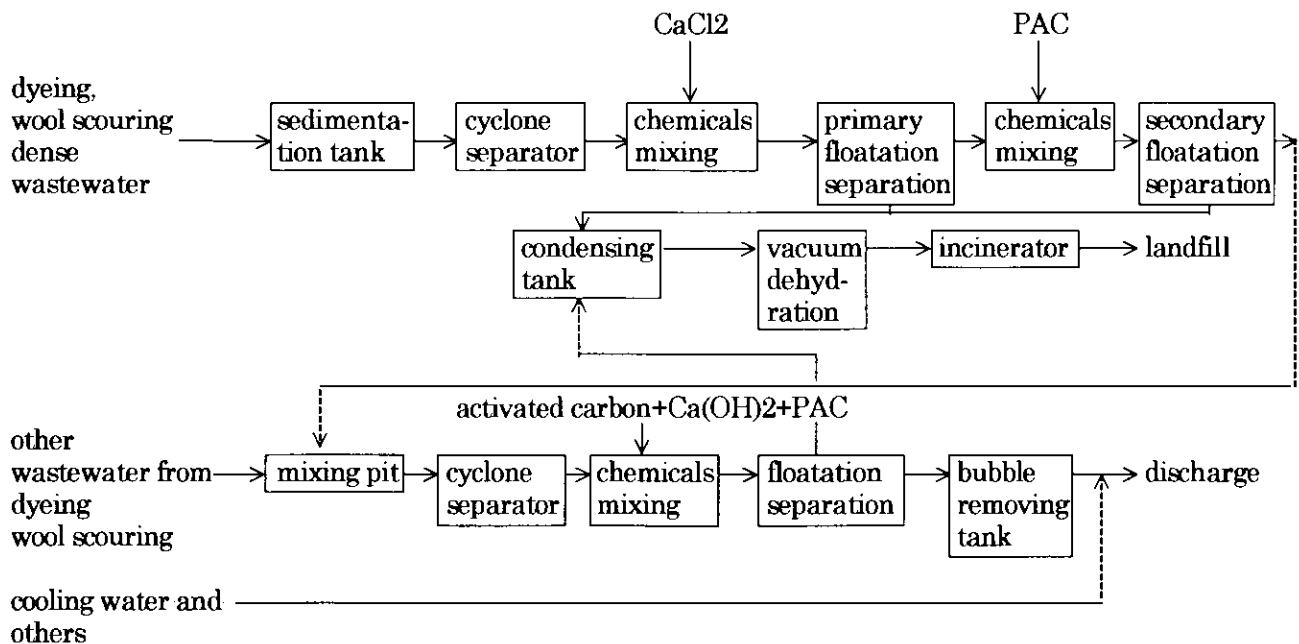 CaCl2
PAC
dyeing,
wool scouring
dense
wastewater
sedimenta-
tion tank
cyclone
separator
chemicals
mixing
primary
floatation
separation
chemicals
mixing
secondary
floatation
separation
condensing
tank
vacuum
dehyd-
ration
incinerator
landfill
activated carbon+Ca(OH)2+PAC
other
wastewater from
dyeing
wool scouring
mixing pit
cyclone
separator
chemicals
mixing
floatation
separation
bubble
removing
tank
discharge
cooling water and
others